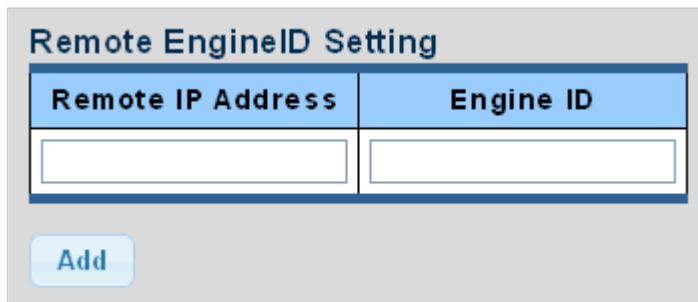 Remote EngineID Setting
Remote IP Address Engine ID
Add